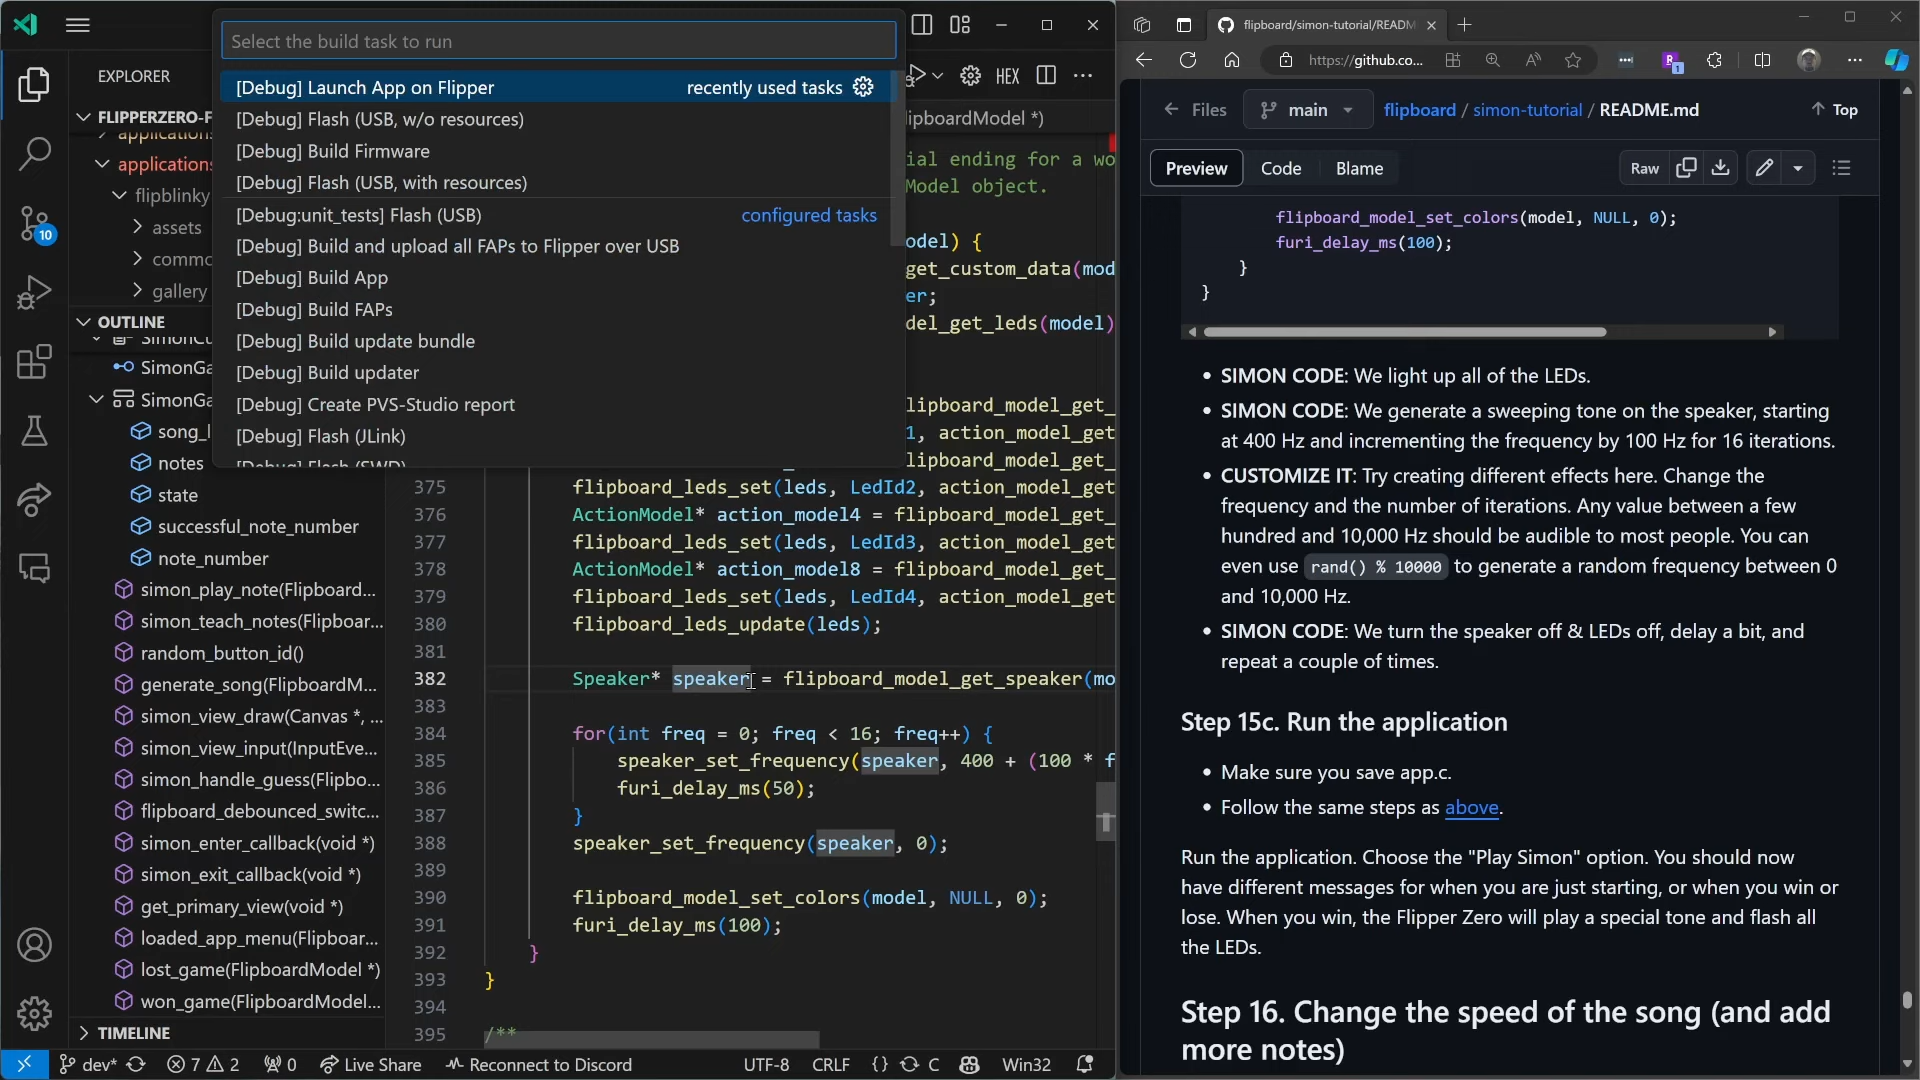 Select the build task to run
[Debug] Launch App on Flipper recently used tasks
[Debug] Flash (USB, w/o resources)
[Debug] Build Firmware
[Debug] Flash (USB, with resources)
[Debug:unit_tests] Flash (USB) configured tasks
[Debug] Build and upload all FAPs to Flipper over USB
[Debug] Build App
[Debug] Build FAPs
[Debug] Build update bundle
[Debug] Build updater
[Debug] Create PVS-Studio report
[Debug] Flash (JLink)
[Debug] Flash (SWD)
HEX
EXPLORER
FLIPPERZERO-F
applications
applications
flipblinky
assets
commo
gallery
10
OUTLINE
SimonCu
SimonGa
SimonGa
song_l
notes
state
successful_note_number
note_number
simon_play_note(Flipboard...
simon_teach_notes(Flipboar...
random_button_id()
generate_song(FlipboardM...
simon_view_draw(Canvas *, ...
simon_view_input(InputEve...
simon_handle_guess(Flipbo...
flipboard_debounced_switc...
simon_enter_callback(void *)
simon_exit_callback(void *)
get_primary_view(void *)
loaded_app_menu(Flipboar...
lost_game(FlipboardModel *)
won_game(FlipboardModel...
TIMELINE
lipboardModel *)
ial ending for a wo
Model object.
odel) {
get_custom_data(mod
er;
del_get_leds(model)
lipboard_model_get_
1, action_model_get
lipboard_model_get_
375 flipboard_leds_set(leds, LedId2, action_model_get
376 ActionModel* action_model4 = flipboard_model_get_
377 flipboard_leds_set(leds, LedId3, action_model_get
378 ActionModel* action_model8 = flipboard_model_get_
379 flipboard_leds_set(leds, LedId4, action_model_get
380 flipboard_leds_update(leds);
381
382 Speaker* speaker = flipboard_model_get_speaker(mo
383
384 for(int freq = 0; freq < 16; freq++) {
385 speaker_set_frequency(speaker, 400 + (100 * f
386 furi_delay_ms(50);
387 }
388 speaker_set_frequency(speaker, 0);
389
390 flipboard_model_set_colors(model, NULL, 0);
391 furi_delay_ms(100);
392 }
393 }
394
395 /**
dev* 7 2 0 Live Share Reconnect to Discord UTF-8 CRLF {} C Win32
flipboard/simon-tutorial/READM
https://github.co...
1
Files main flipboard / simon-tutorial / README.md Top
Preview Code Blame Raw
flipboard_model_set_colors(model, NULL, 0);
furi_delay_ms(100);
}
}
• SIMON CODE: We light up all of the LEDs.
• SIMON CODE: We generate a sweeping tone on the speaker, starting
at 400 Hz and incrementing the frequency by 100 Hz for 16 iterations.
• CUSTOMIZE IT: Try creating different effects here. Change the
frequency and the number of iterations. Any value between a few
hundred and 10,000 Hz should be audible to most people. You can
even use rand() % 10000 to generate a random frequency between 0
and 10,000 Hz.
• SIMON CODE: We turn the speaker off & LEDs off, delay a bit, and
repeat a couple of times.
Step 15c. Run the application
• Make sure you save app.c.
• Follow the same steps as above.
Run the application. Choose the "Play Simon" option. You should now
have different messages for when you are just starting, or when you win or
lose. When you win, the Flipper Zero will play a special tone and flash all
the LEDs.
Step 16. Change the speed of the song (and add
more notes)